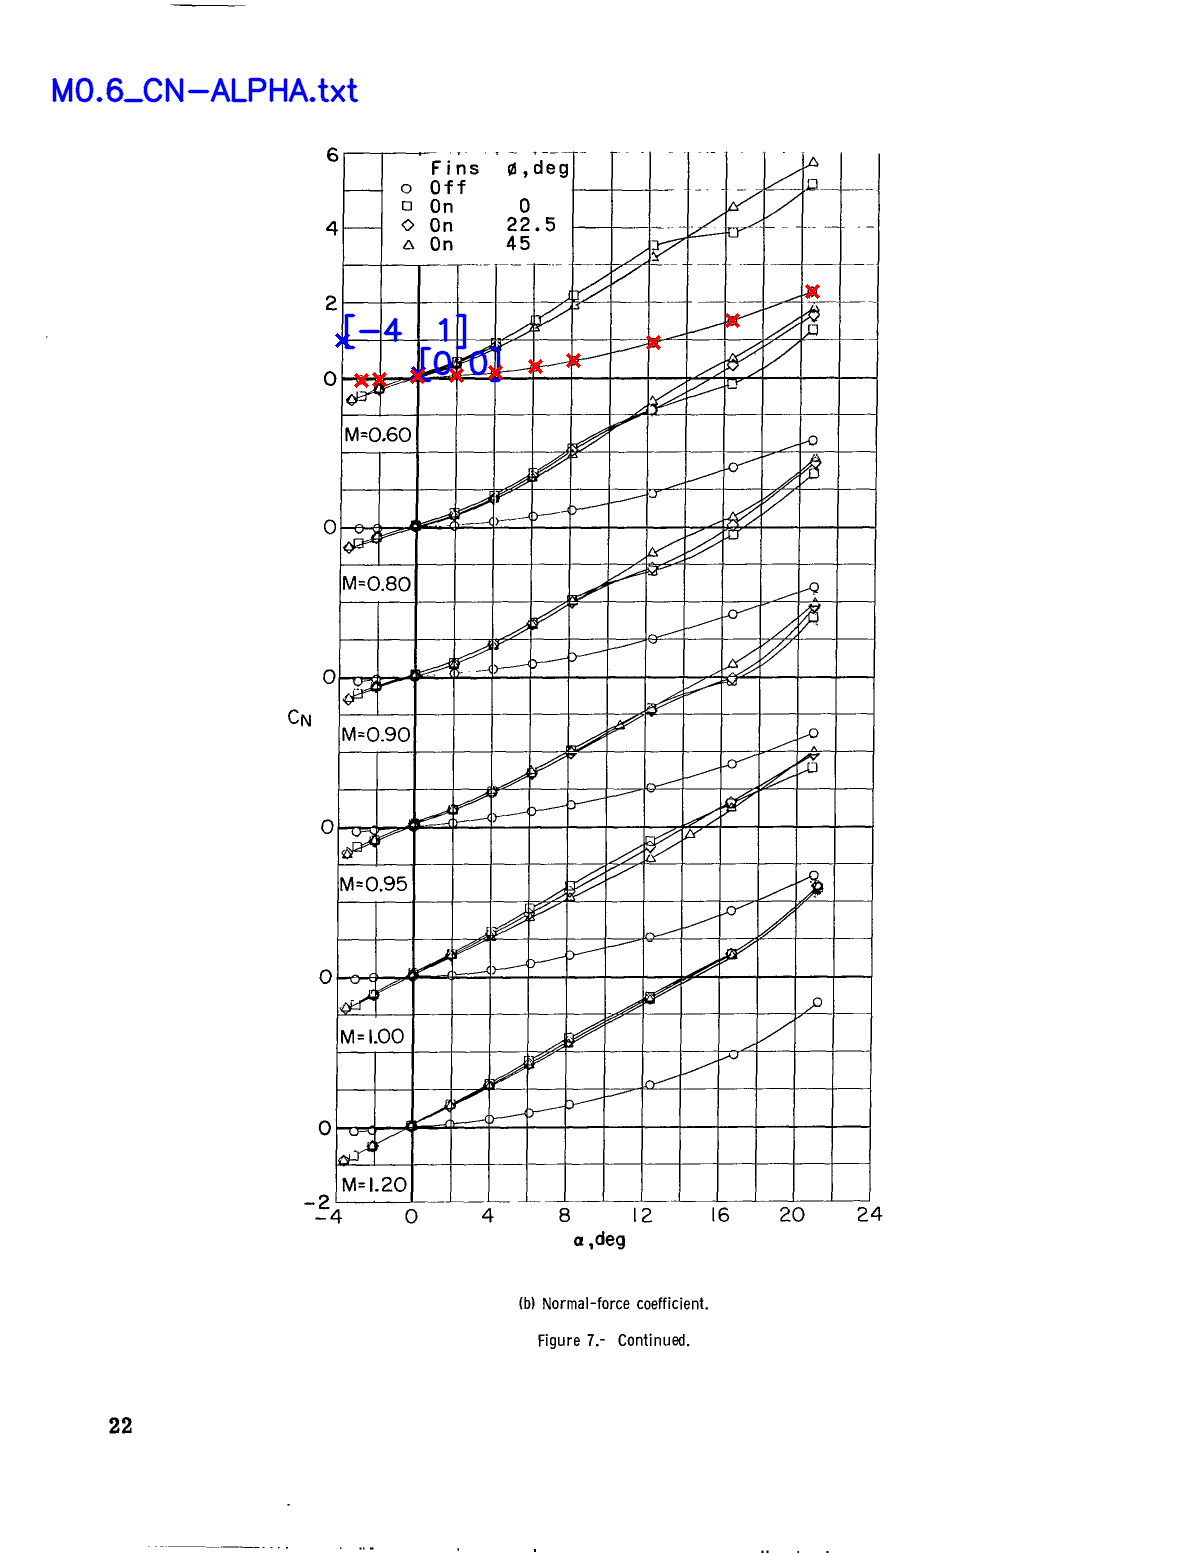 M0.6_CN-ALPHA.txt
6
Fins ø,deg
Off
On 0
4
On 22.5
On 45
2
[-4 1]
[0 0]
0
M=0.60
0
M=0.80
0
CN
M=0.90
0
M=0.95
0
M=1.00
0
M=1.20
-2
-4 0 4 8 12 16 20 24
α,deg
(b) Normal-force coefficient.
Figure 7.- Continued.
22